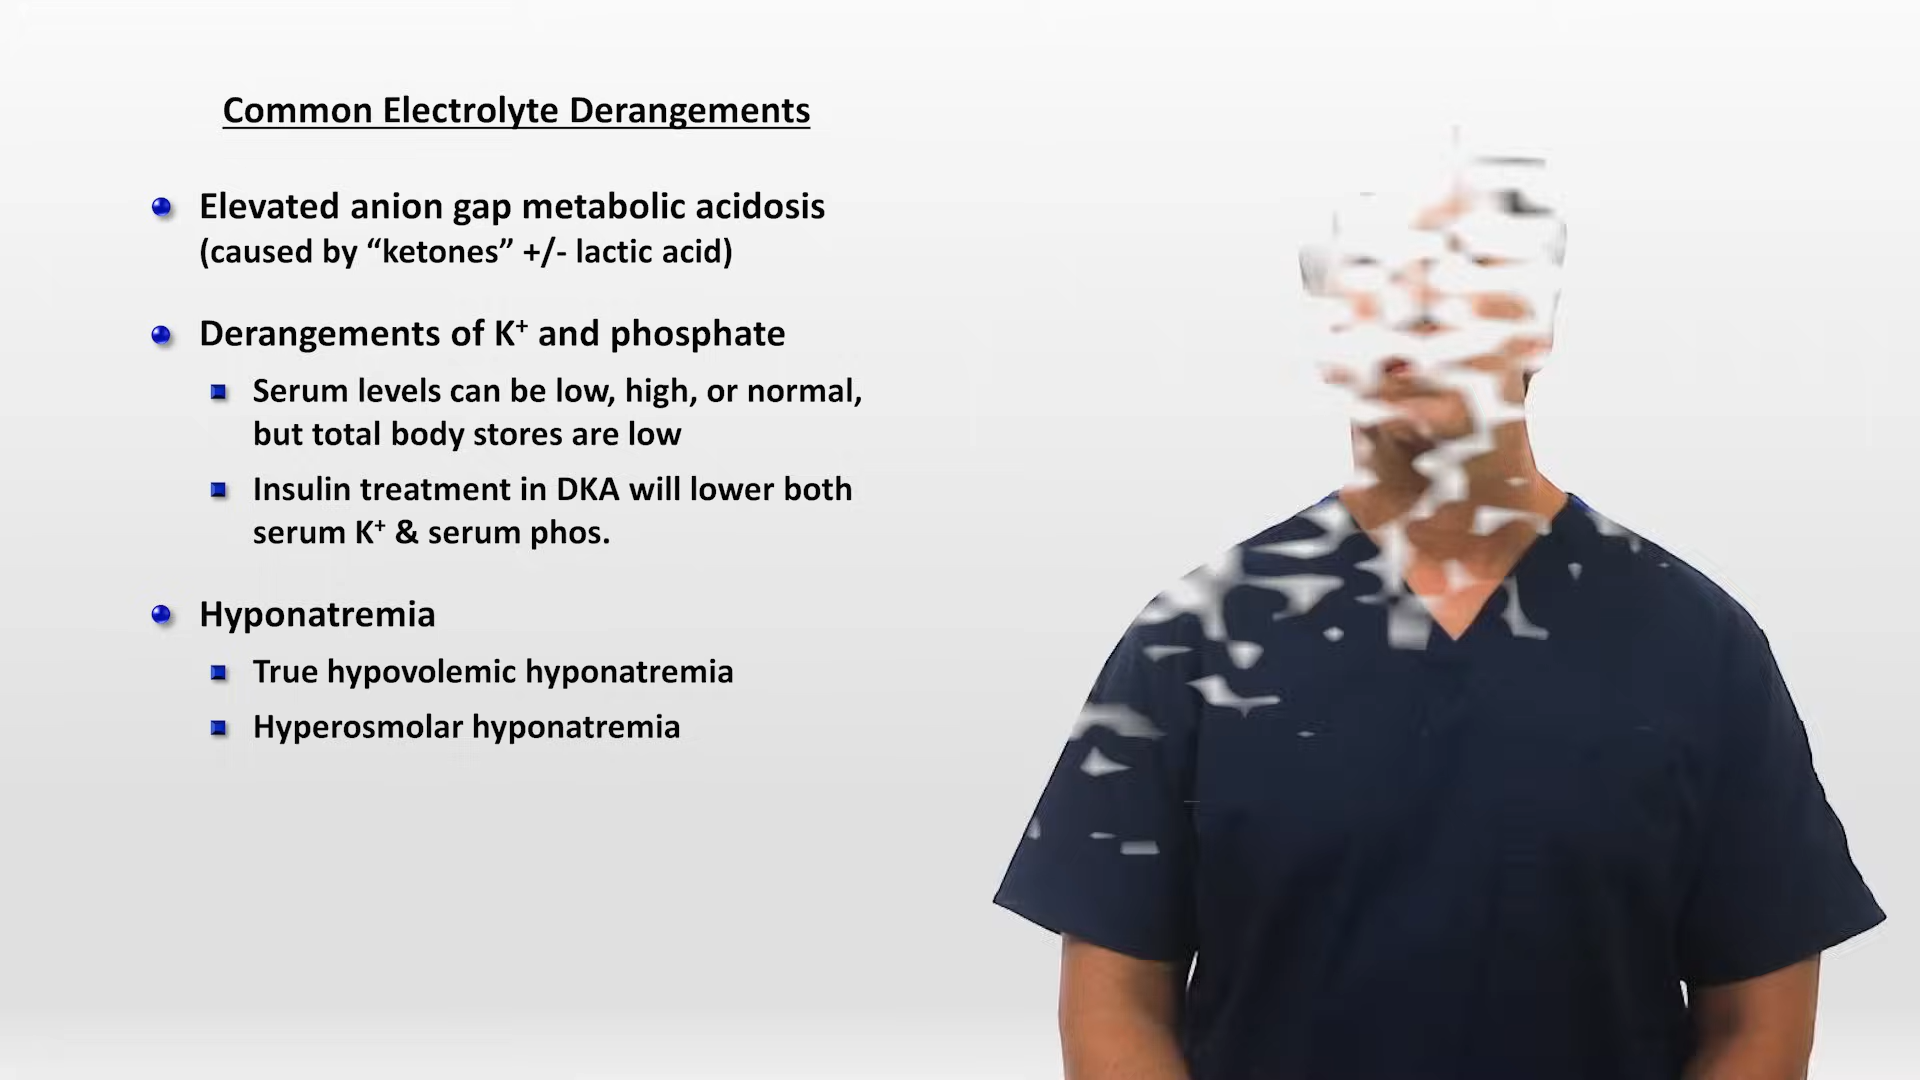 Common Electrolyte Derangements
Elevated anion gap metabolic acidosis
(caused by “ketones” +/- lactic acid)
Derangements of K⁺ and phosphate
Serum levels can be low, high, or normal,
but total body stores are low
Insulin treatment in DKA will lower both
serum K⁺ & serum phos.
Hyponatremia
True hypovolemic hyponatremia
Hyperosmolar hyponatremia